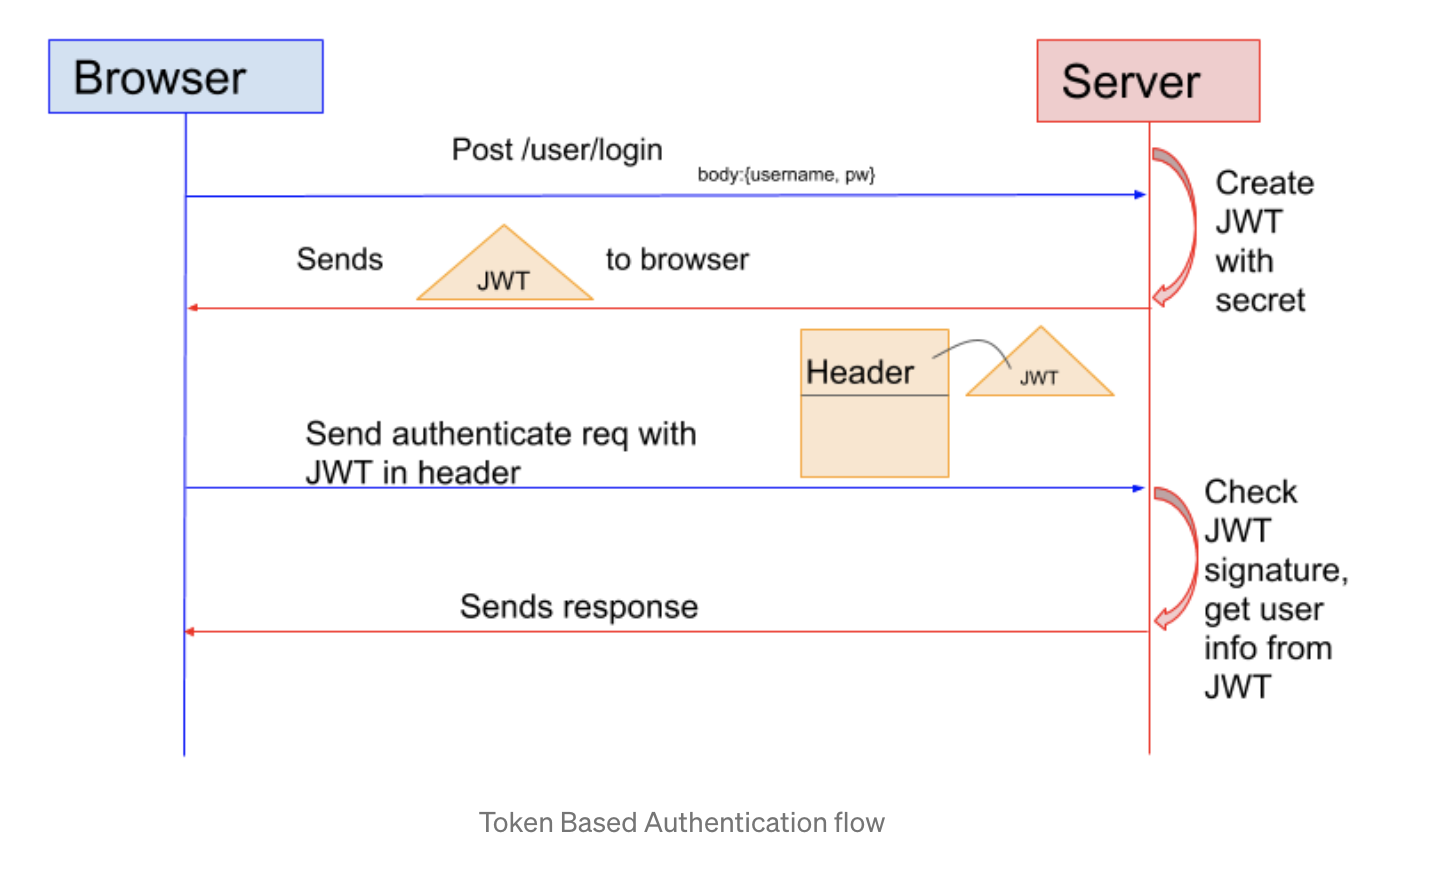 Browser
Server
Post /user/login
body:{username, pw}
Create
JWT
with
secret
Sends
JWT
to browser
Header
JWT
Send authenticate req with
JWT in header
Check
JWT
signature,
get user
info from
JWT
Sends response
Token Based Authentication flow